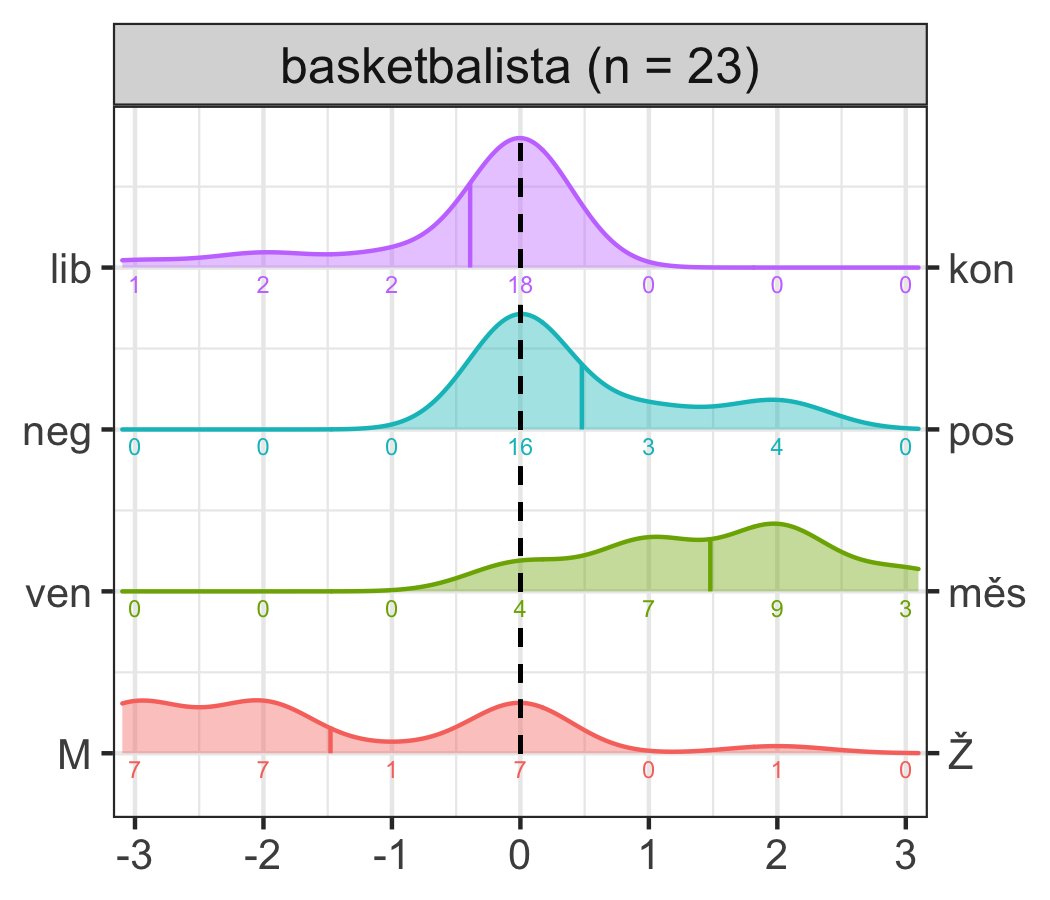 basketbalista (n = 23)
lib kon
1 2 2 18 0 0 0
neg pos
0 0 0 16 3 4 0
ven měs
0 0 0 4 7 9 3
M Ž
7 7 1 7 0 1 0
-3 -2 -1 0 1 2 3